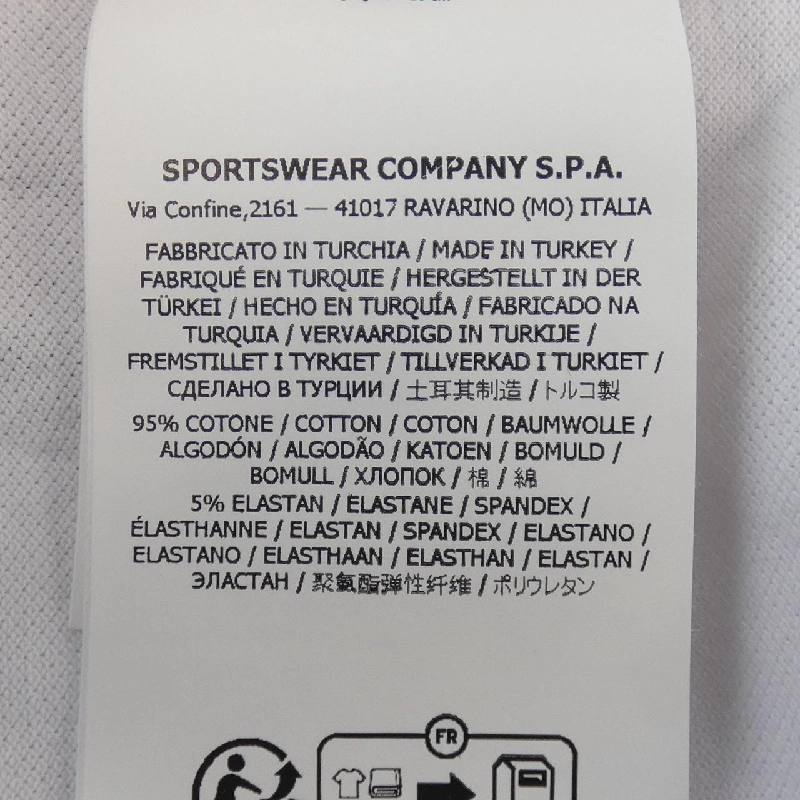 SPORTSWEAR COMPANY S.P.A.
Via Confine,2161 — 41017 RAVARINO (MO) ITALIA
FABBRICATO IN TURCHIA / MADE IN TURKEY /
FABRIQUÉ EN TURQUIE / HERGESTELLT IN DER
TÜRKEI / HECHO EN TURQUÍA / FABRICADO NA
TURQUIA / VERVAARDIGD IN TURKIJE /
FREMSTILLET I TYRKIET / TILLVERKAD I TURKIET /
СДЕЛАНО В ТУРЦИИ / 土耳其制造 / トルコ製
95% COTONE / COTTON / COTON / BAUMWOLLE /
ALGODÓN / ALGODÃO / KATOEN / BOMULD /
BOMULL / ХЛОПОК / 棉 / 綿
5% ELASTAN / ELASTANE / SPANDEX /
ÉLASTHANNE / ELASTAN / SPANDEX / ELASTANO /
ELASTANO / ELASTHAAN / ELASTHAN / ELASTAN /
ЭЛАСТАН / 聚氨酯弹性纤维 / ポリウレタン
FR